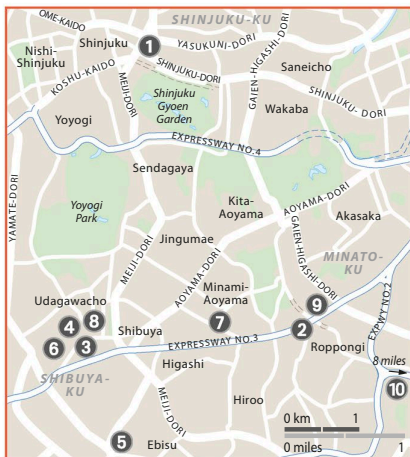 OME-KAIDO
SHINJUKU-KU
Nishi-
Shinjuku
Shinjuku
1
YASUKUNI-DORI
KOSHU-KAIDO
MEIJI-DORI
SHINJUKU-DORI
GAIEN-HIGASHI-DORI
Saneicho
Shinjuku
Gyoen
Garden
Wakaba
SHINJUKU-DORI
Yoyogi
EXPRESSWAY NO.4
YAMATE-DORI
Sendagaya
Yoyogi
Park
Kita-
Aoyama
AOYAMA-DORI
Akasaka
Jingumae
MEIJI-DORI
AOYAMA-DORI
GAIEN-HIGASHI-DORI
MINATO-
KU
Minami-
Aoyama
Udagawacho
4
8
7
9
2
EXPWY NO.2
6
3
Shibuya
EXPRESSWAY NO.3
Roppongi
Higashi
8 miles
10
SHIBUYA-
KU
MEIJI-DORI
Hiroo
5
Ebisu
0 km 1
0 miles 1